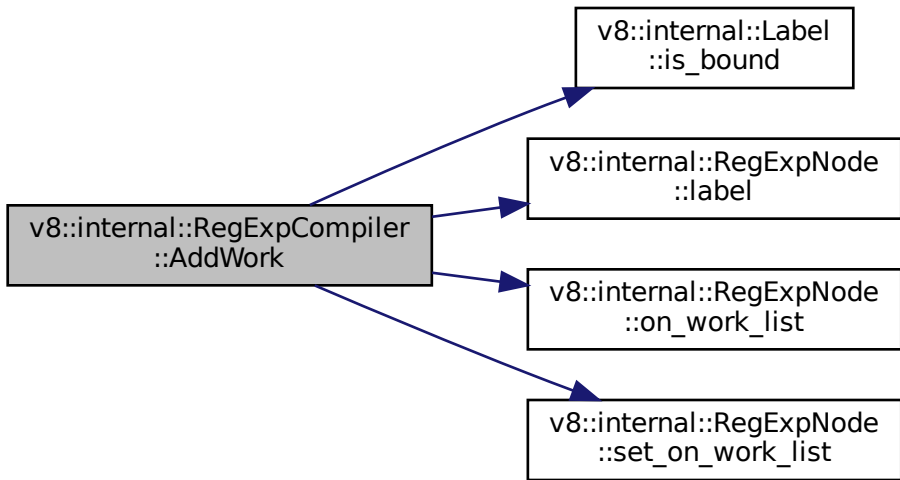 v8::internal::Label
::is_bound
v8::internal::RegExpNode
::label
v8::internal::RegExpCompiler
::AddWork
v8::internal::RegExpNode
::on_work_list
v8::internal::RegExpNode
::set_on_work_list